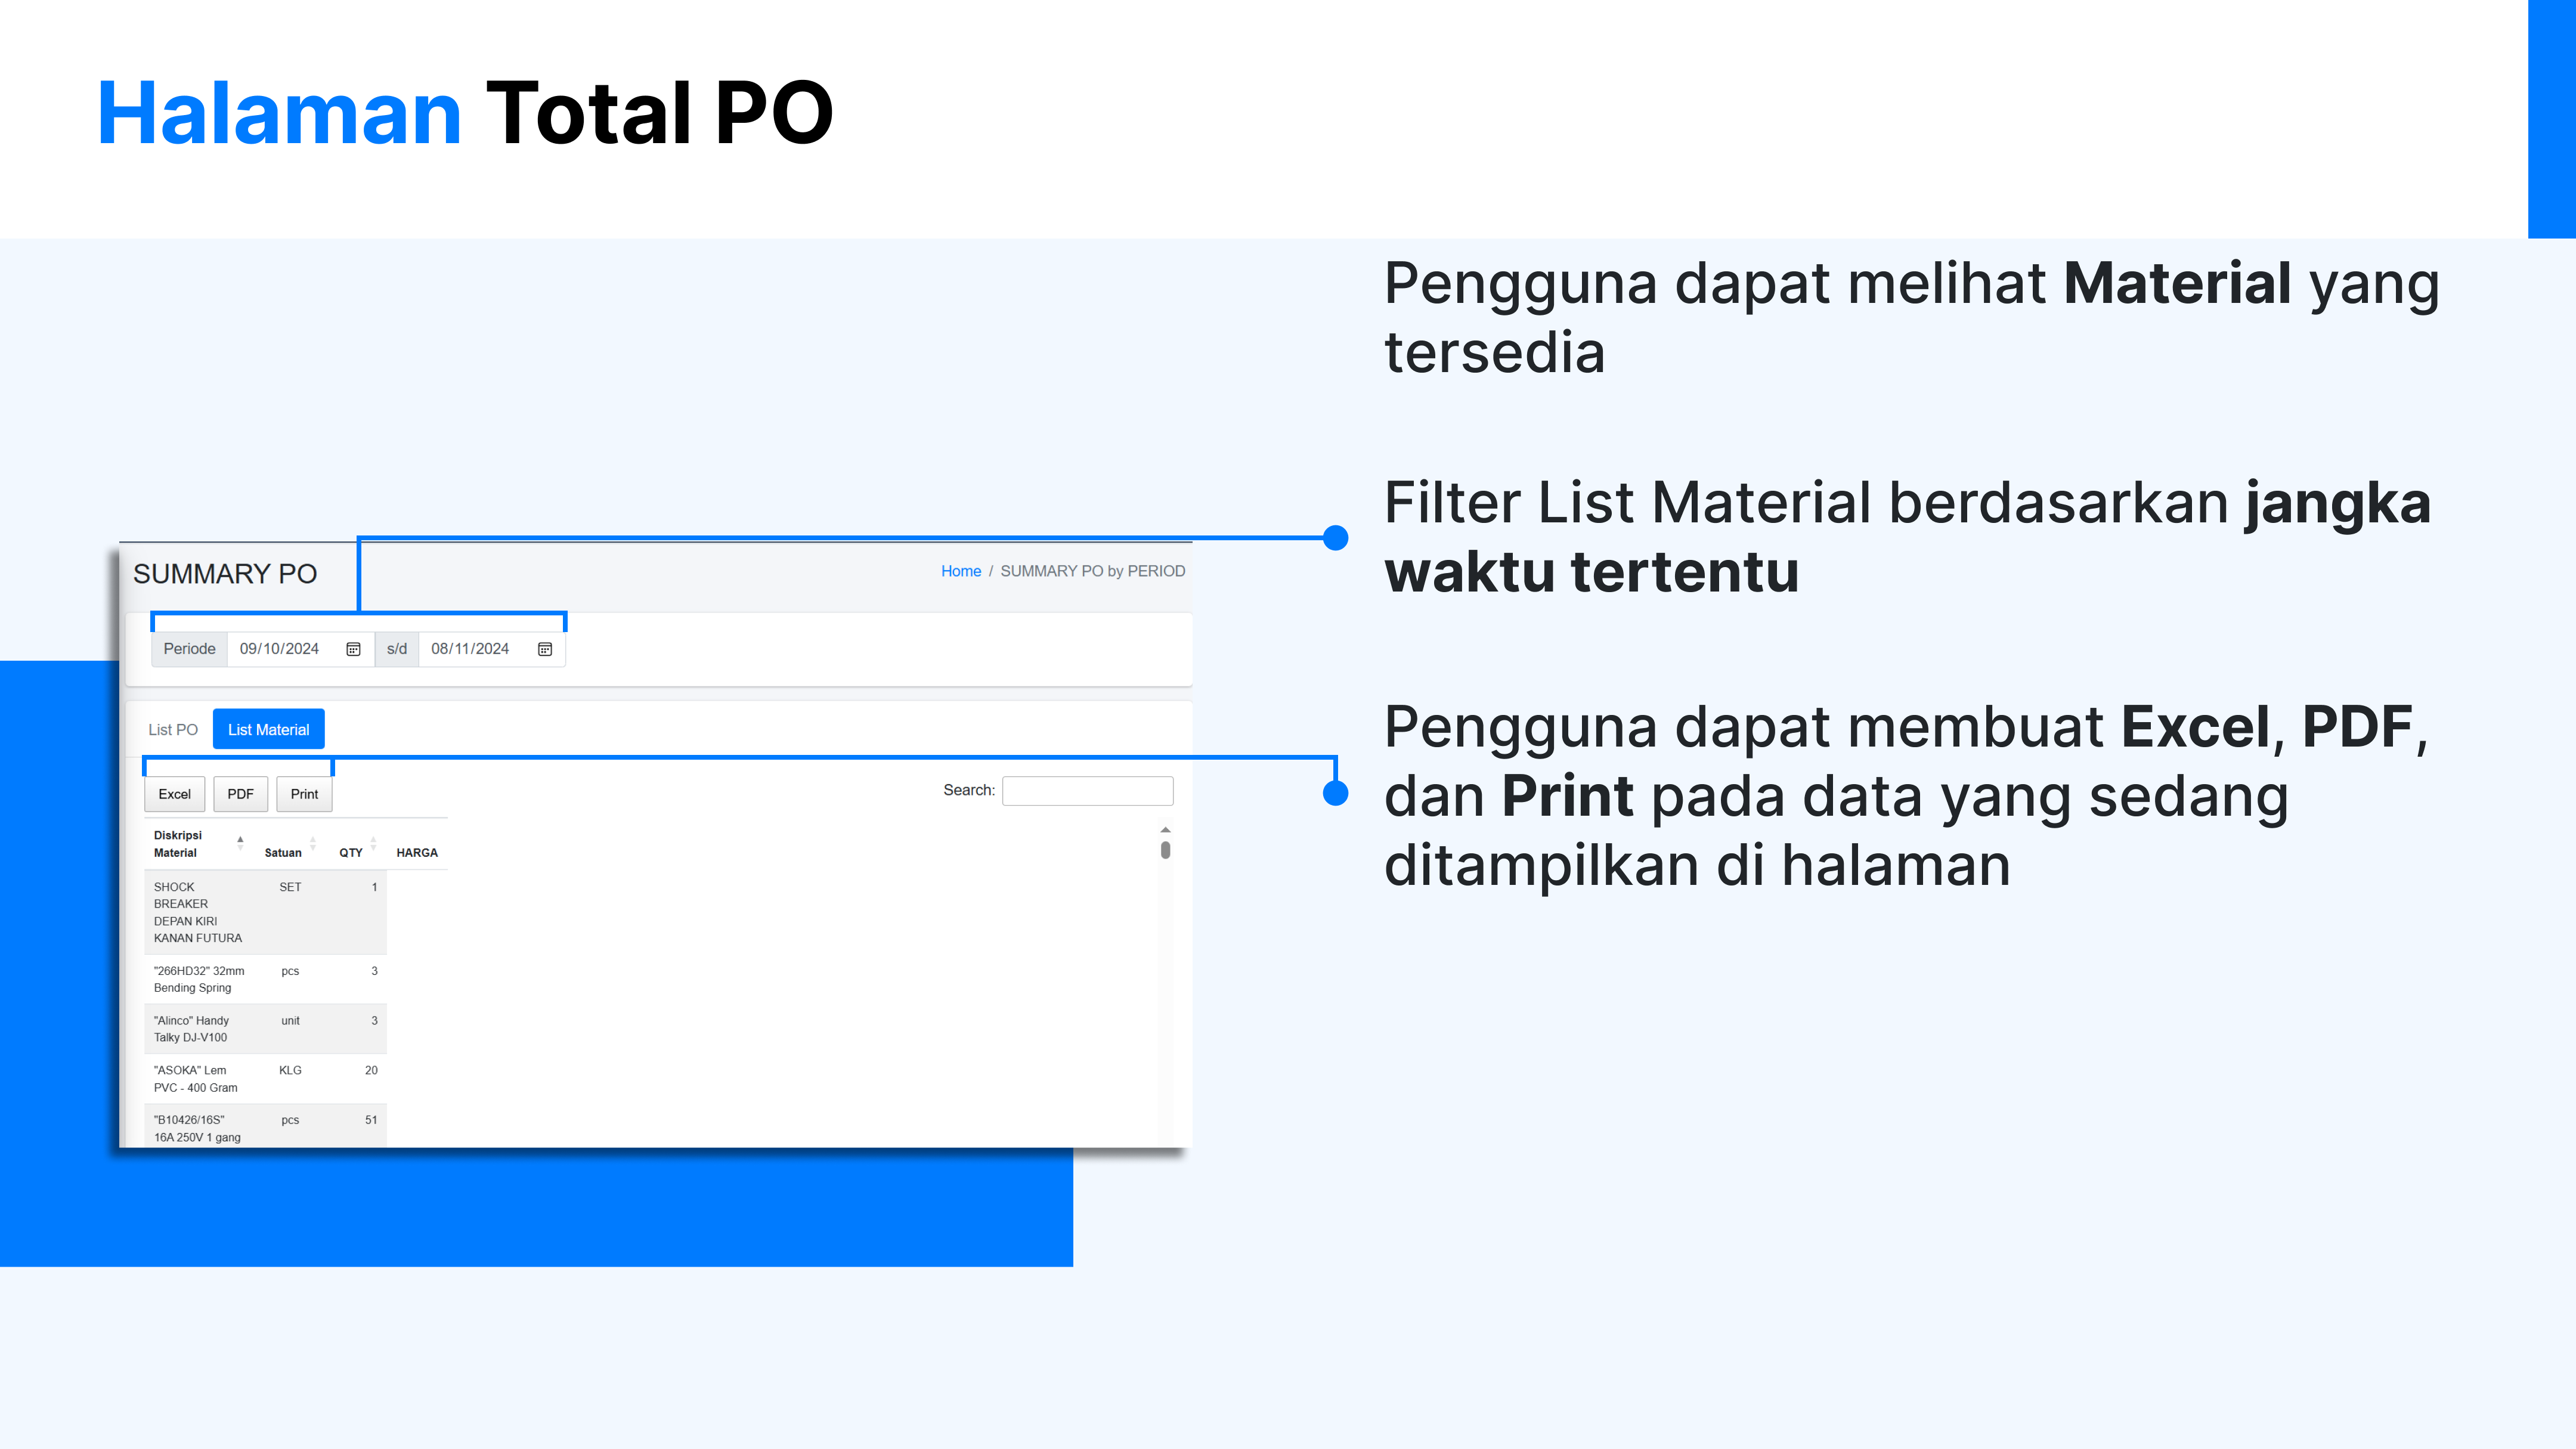 Halaman Total PO
Pengguna dapat melihat Material yang
tersedia
Filter List Material berdasarkan jangka
waktu tertentu
Pengguna dapat membuat Excel, PDF,
dan Print pada data yang sedang
ditampilkan di halaman
SUMMARY PO
Home / SUMMARY PO by PERIOD
Periode 09/10/2024 s/d 08/11/2024
List PO List Material
Excel PDF Print
Search:
Diskripsi
Material Satuan QTY HARGA
SHOCK SET 1
BREAKER
DEPAN KIRI
KANAN FUTURA
"266HD32" 32mm pcs 3
Bending Spring
"Alinco" Handy unit 3
Talky DJ-V100
"ASOKA" Lem KLG 20
PVC - 400 Gram
"B10426/16S" pcs 51
16A 250V 1 gang